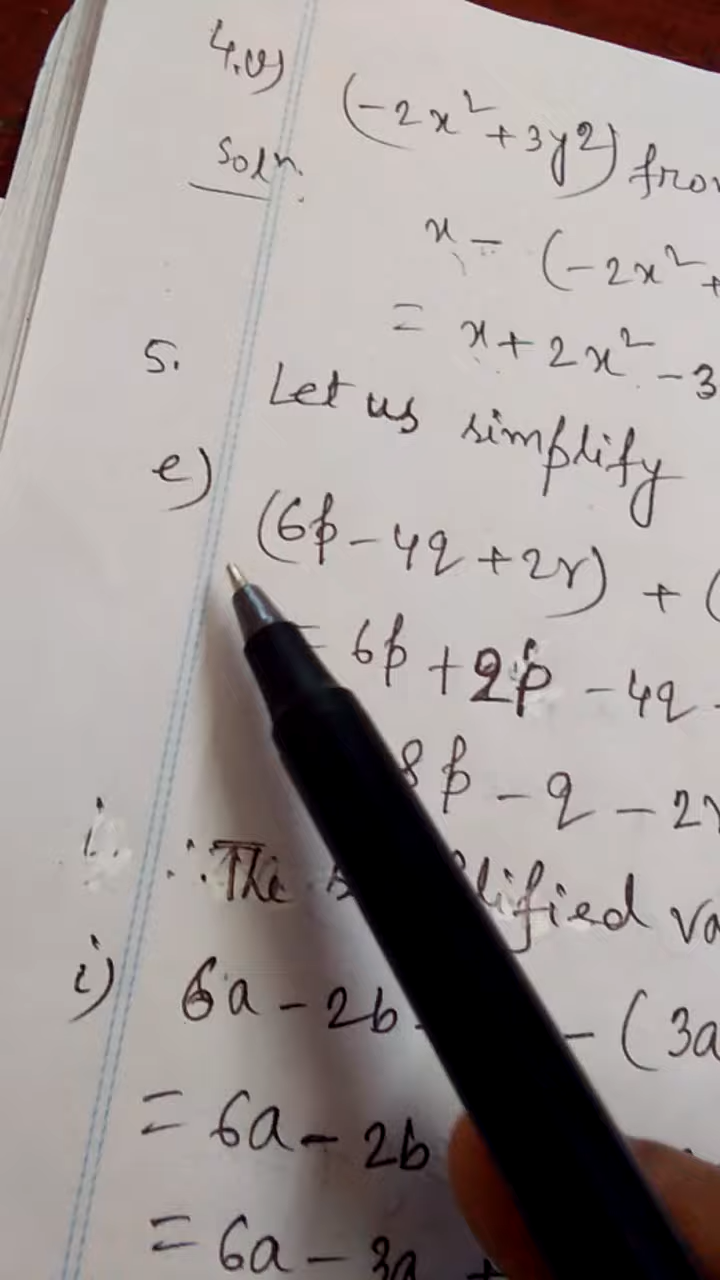 4.v) (-2x² + 3y2) from
Soln.
x - (-2x² +
= x + 2x² - 3
5. Let us simplify
e) (6p - 4q + 2r) + (
= 6p + 2p - 4q -
8p - q - 2r
i. ∴ The lified va
i) 6a - 2b - (3a
= 6a - 2b
= 6a - 3a +